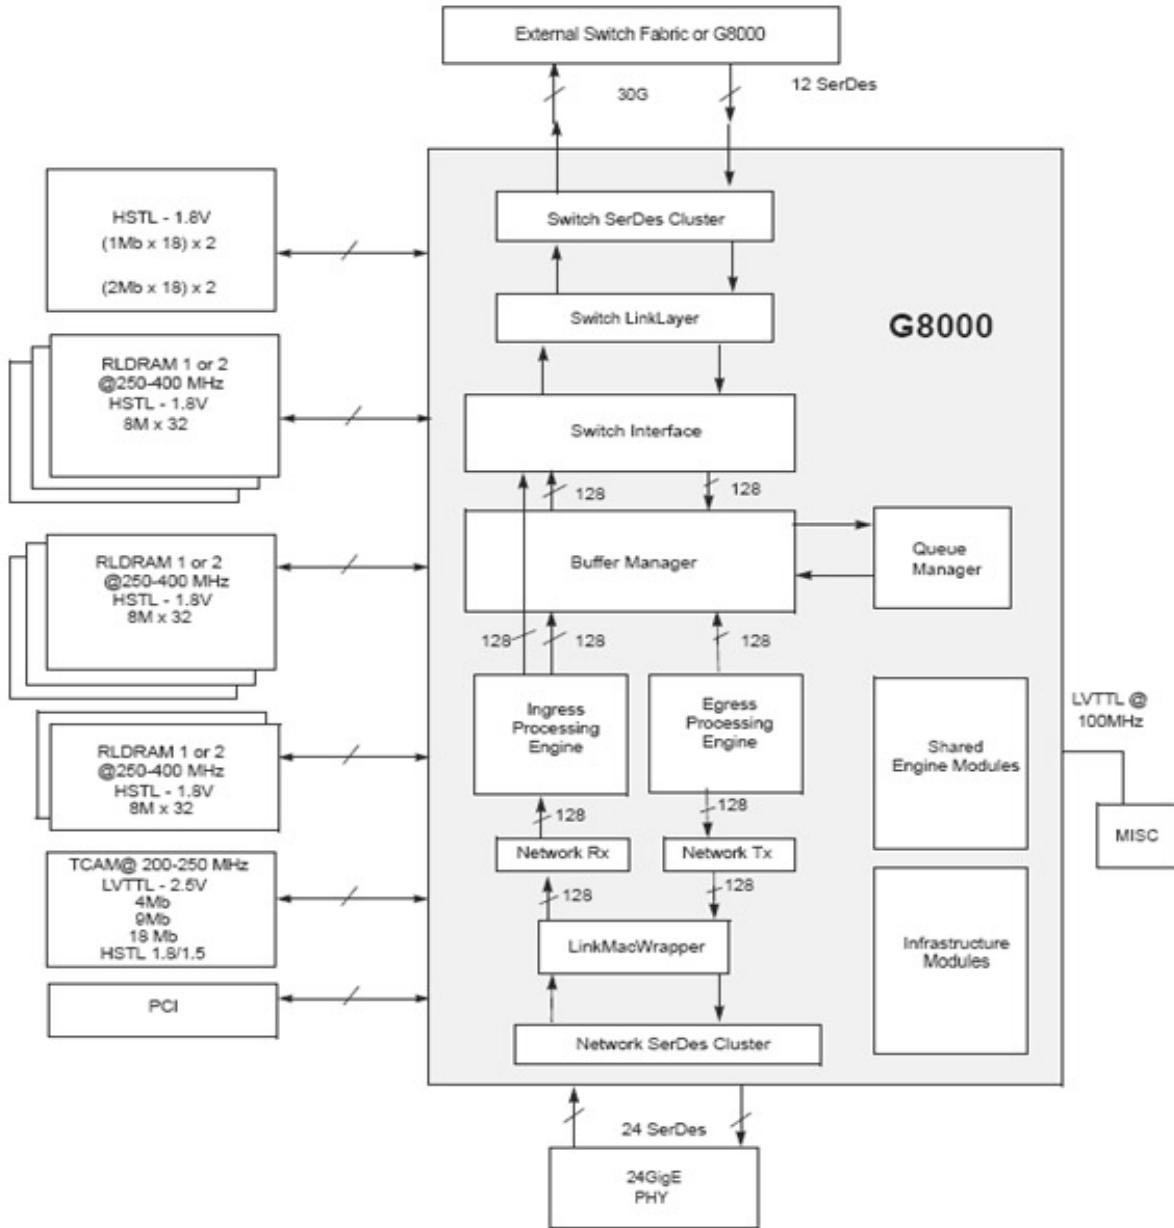 External Switch Fabric or G8000
30G
12 SerDes
HSTL - 1.8V
(1Mb x 18) x 2
(2Mb x 18) x 2
Switch SerDes Cluster
Switch LinkLayer
G8000
RLDRAM 1 or 2
@250-400 MHz
HSTL - 1.8V
8M x 32
Switch Interface
128
128
RLDRAM 1 or 2
@250-400 MHz
HSTL - 1.8V
8M x 32
Buffer Manager
Queue
Manager
128
128
128
Ingress
Processing
Engine
Egress
Processing
Engine
Shared
Engine Modules
LVTTL @
100MHz
MISC
RLDRAM 1 or 2
@250-400 MHz
HSTL - 1.8V
8M x 32
128
128
Network Rx
Network Tx
TCAM@ 200-250 MHz
LVTTL - 2.5V
4Mb
9Mb
18 Mb
HSTL 1.8/1.5
128
128
LinkMacWrapper
Infrastructure
Modules
PCI
Network SerDes Cluster
24 SerDes
24GigE
PHY